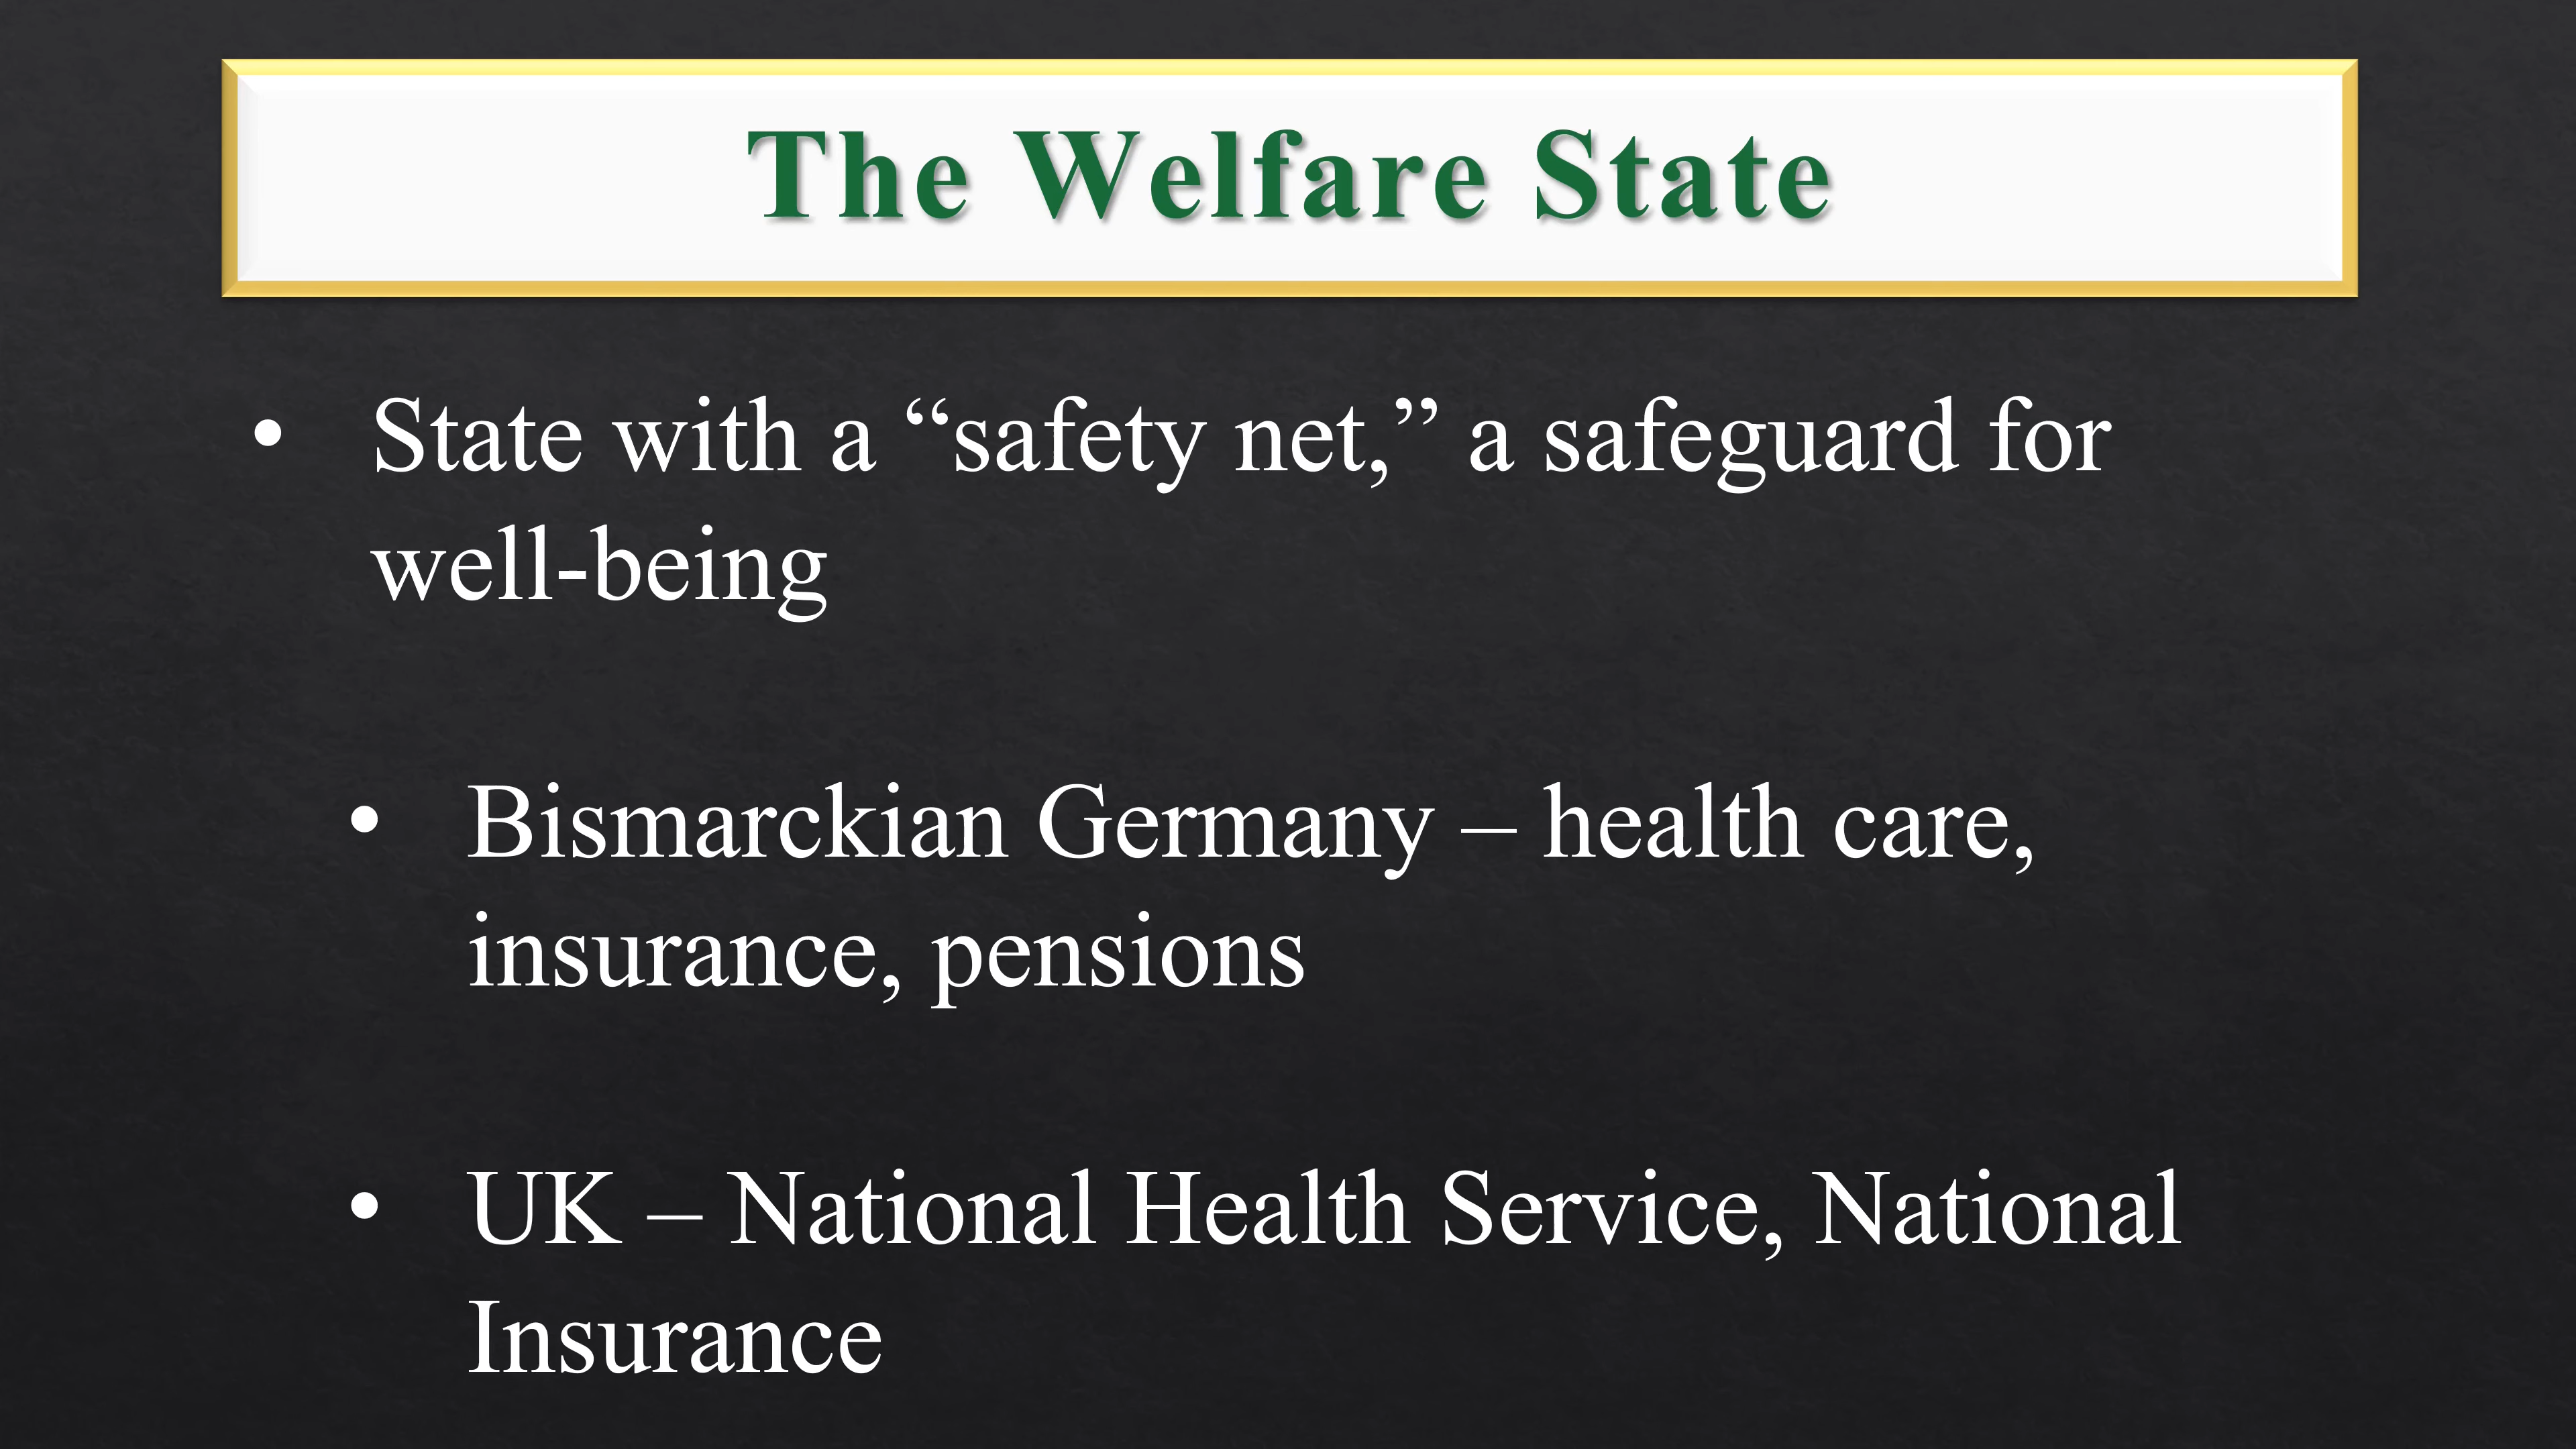 The Welfare State
• State with a “safety net,” a safeguard for
well-being
• Bismarckian Germany – health care,
insurance, pensions
• UK – National Health Service, National
Insurance